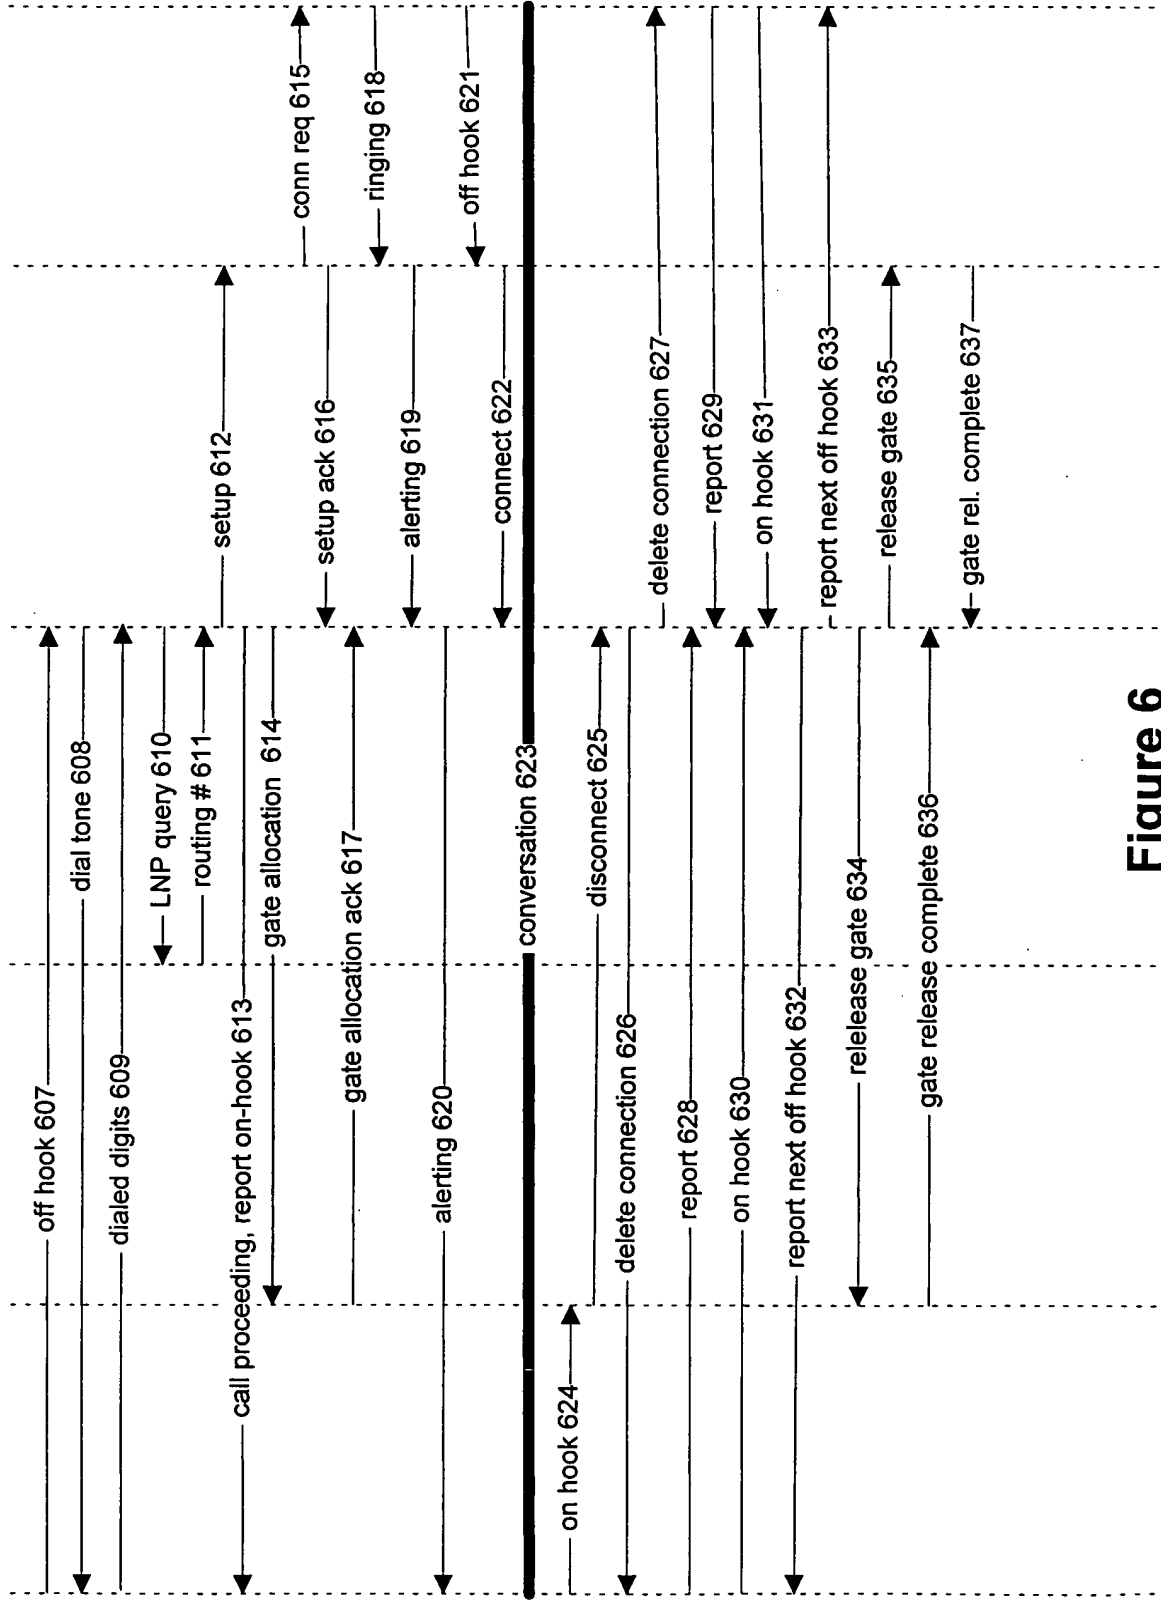 off hook 607
dial tone 608
dialed digits 609
LNP query 610
routing # 611
setup 612
call proceeding, report on-hook 613
gate allocation 614
conn req 615
setup ack 616
gate allocation ack 617
ringing 618
alerting 619
alerting 620
off hook 621
connect 622
conversation 623
on hook 624
disconnect 625
delete connection 626
delete connection 627
report 628
report 629
on hook 630
on hook 631
report next off hook 632
report next off hook 633
relelease gate 634
release gate 635
gate release complete 636
gate rel. complete 637
Figure 6